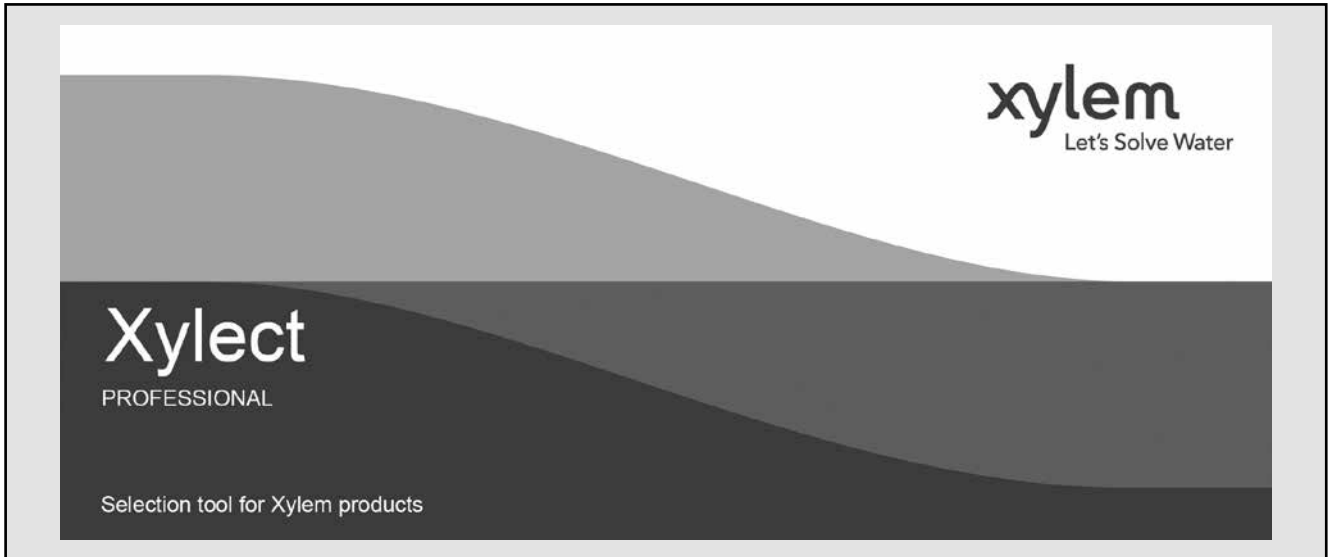 xylem
Let's Solve Water
Xylect
PROFESSIONAL
Selection tool for Xylem products